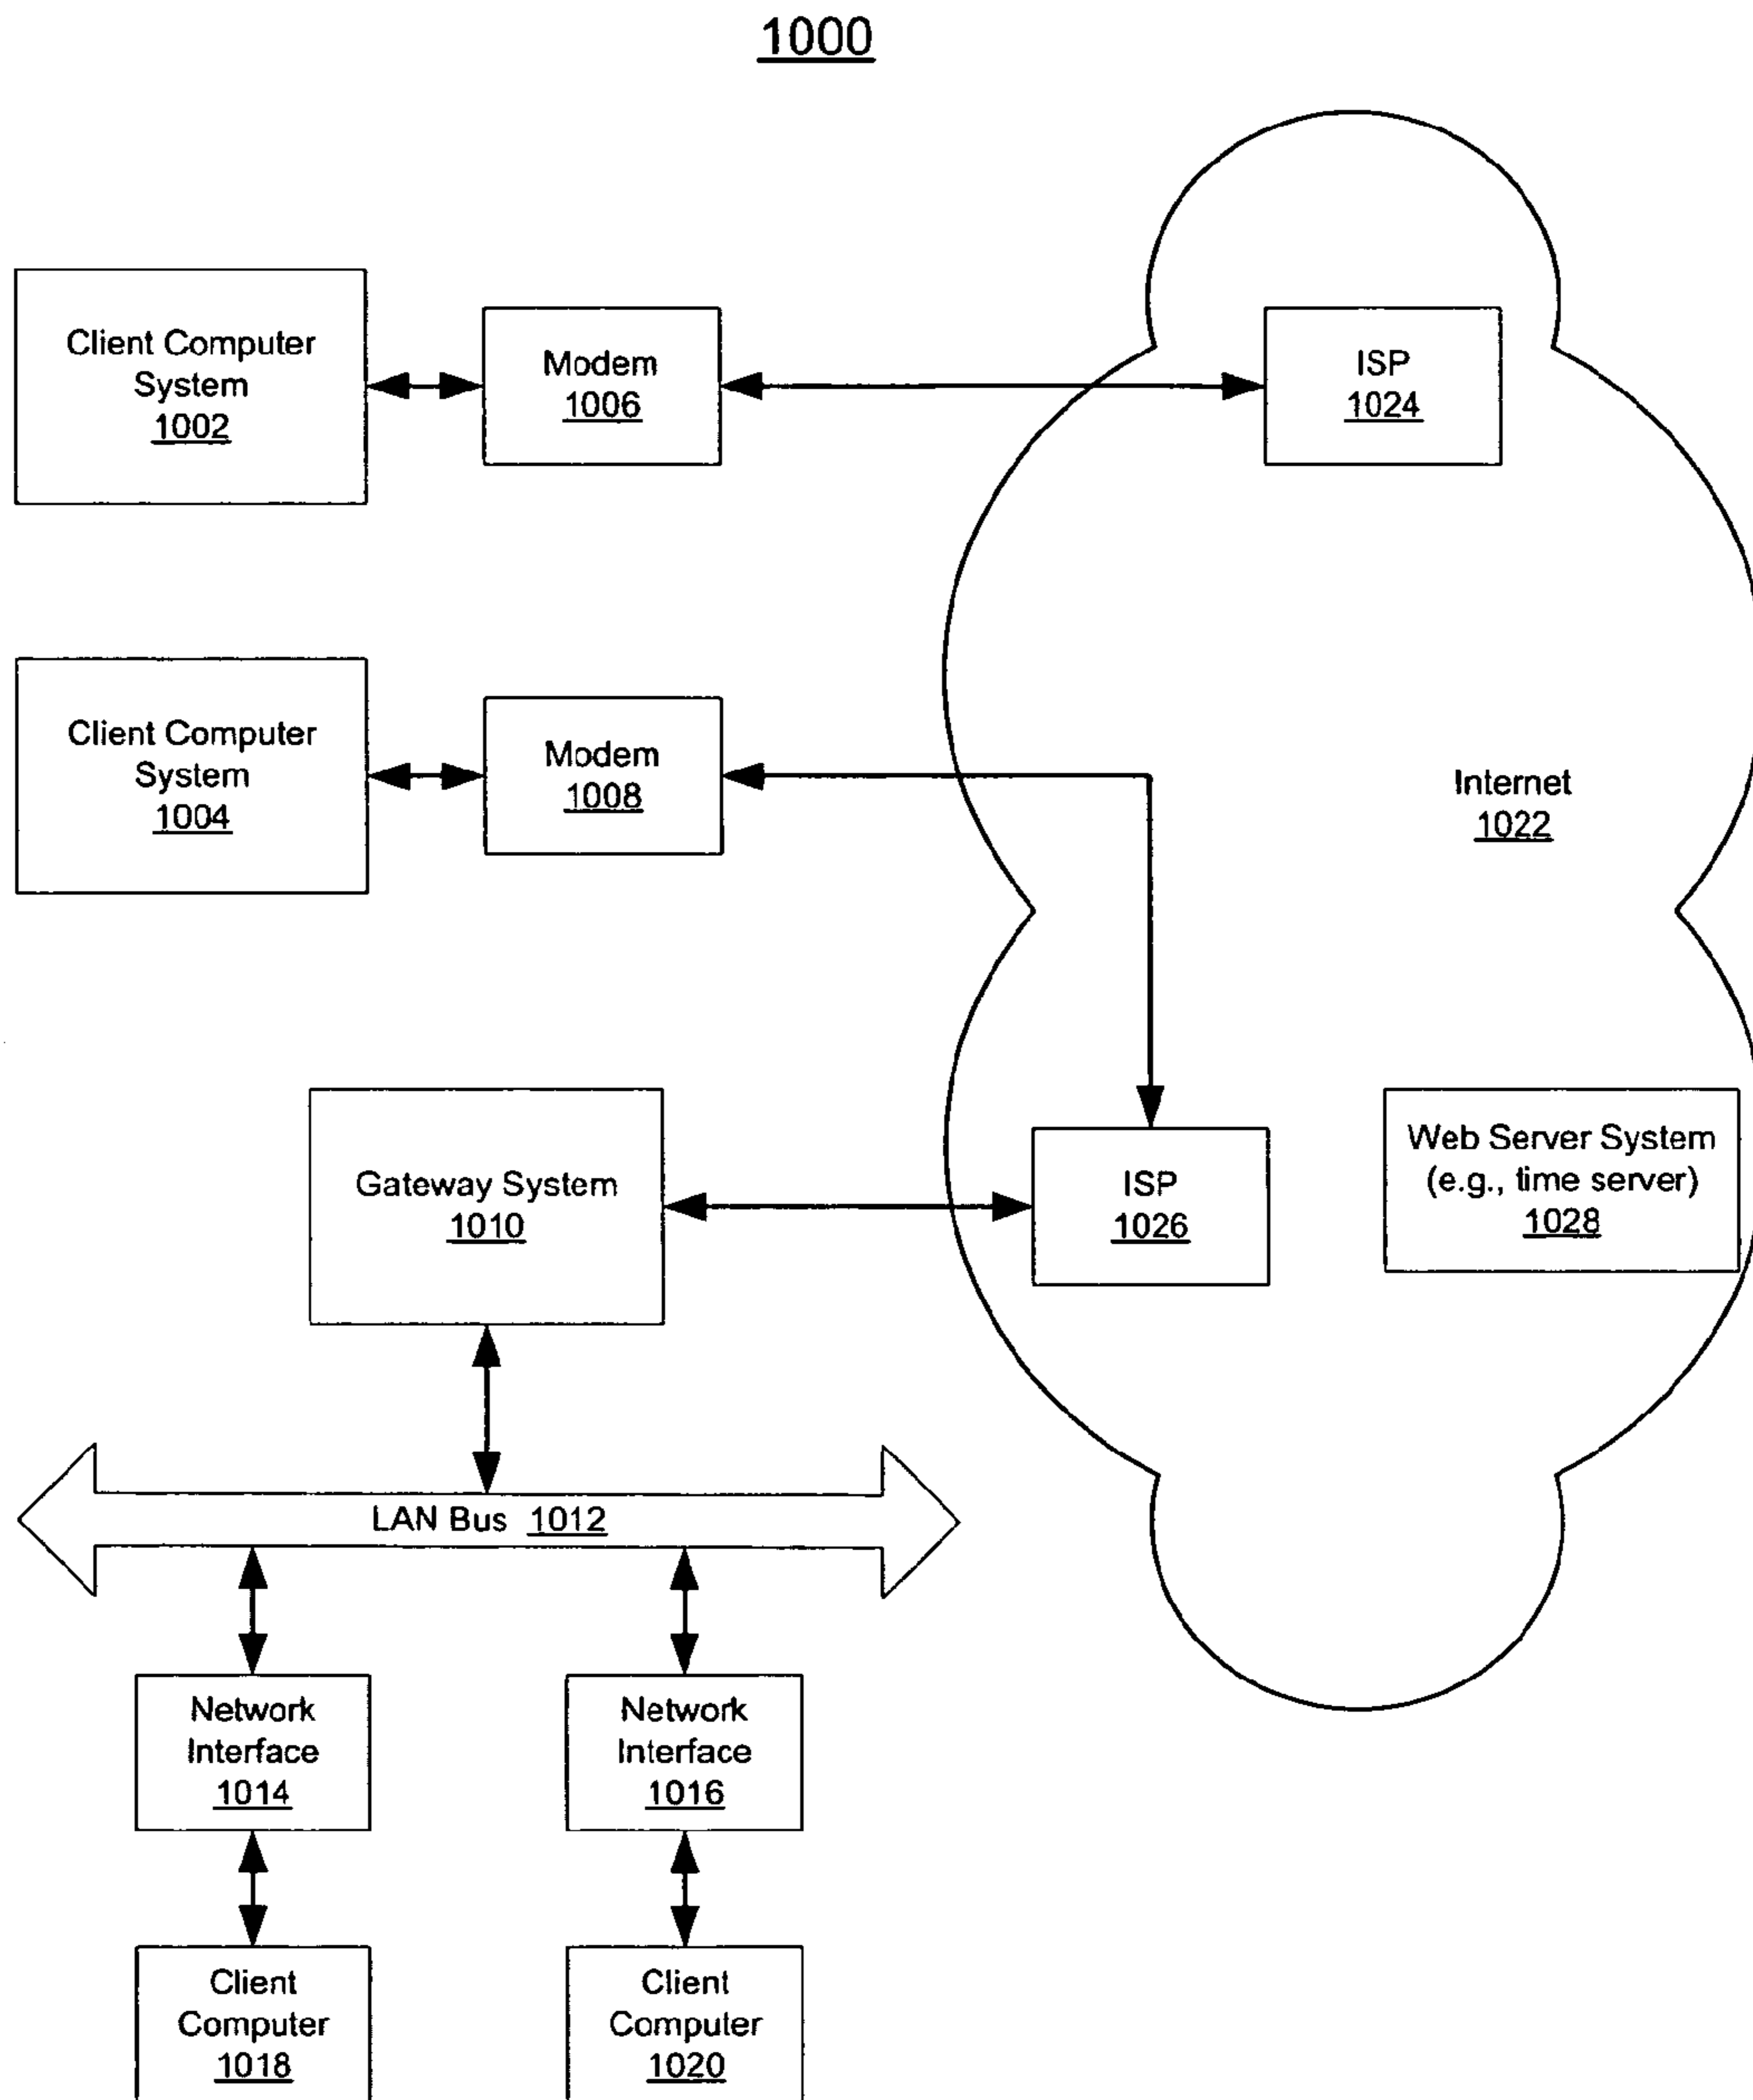 1000
Client Computer
System
1002
Modem
1006
ISP
1024
Client Computer
System
1004
Modem
1008
Internet
1022
Gateway System
1010
ISP
1026
Web Server System
(e.g., time server)
1028
LAN Bus 1012
Network
Interface
1014
Network
Interface
1016
Client
Computer
1018
Client
Computer
1020